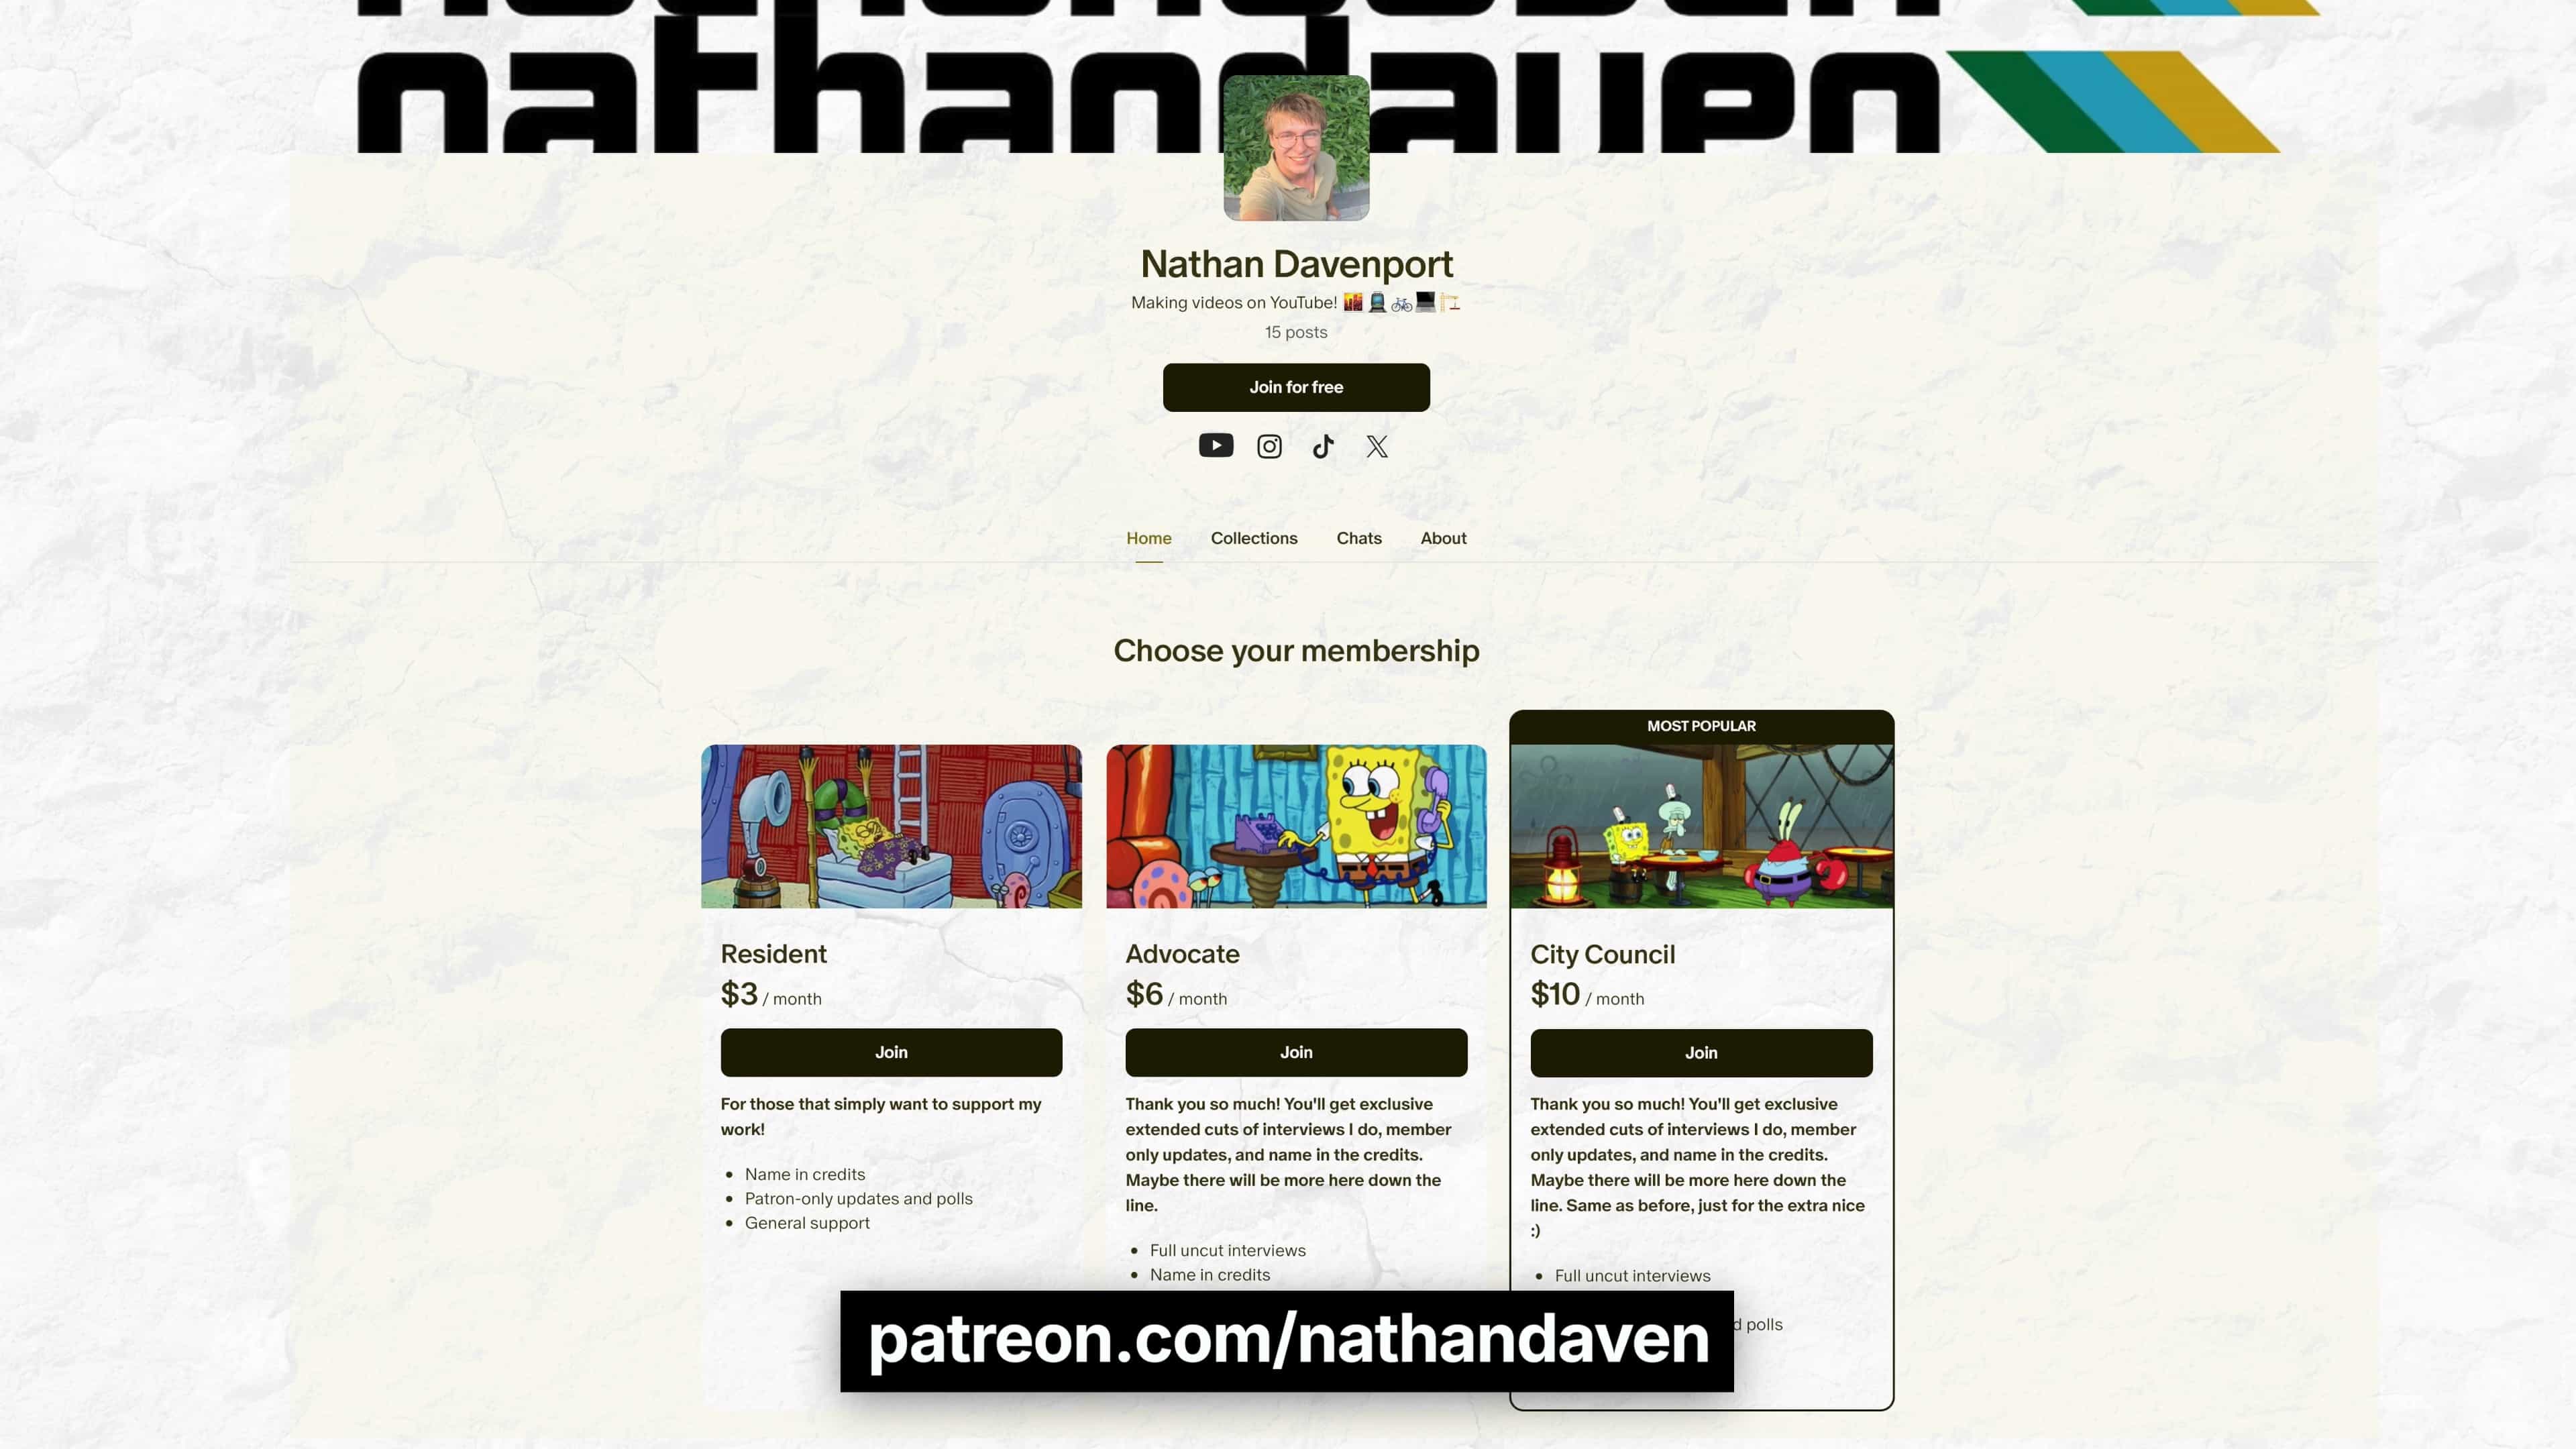 nathandaven
Nathan Davenport
Making videos on YouTube!
15 posts
Join for free
Home Collections Chats About
Choose your membership
MOST POPULAR
Resident
$3 / month
Join
For those that simply want to support my
work!
• Name in credits
• Patron-only updates and polls
• General support
Advocate
$6 / month
Join
Thank you so much! You'll get exclusive
extended cuts of interviews I do, member
only updates, and name in the credits.
Maybe there will be more here down the
line.
• Full uncut interviews
• Name in credits
City Council
$10 / month
Join
Thank you so much! You'll get exclusive
extended cuts of interviews I do, member
only updates, and name in the credits.
Maybe there will be more here down the
line. Same as before, just for the extra nice
:)
• Full uncut interviews
polls
patreon.com/nathandaven